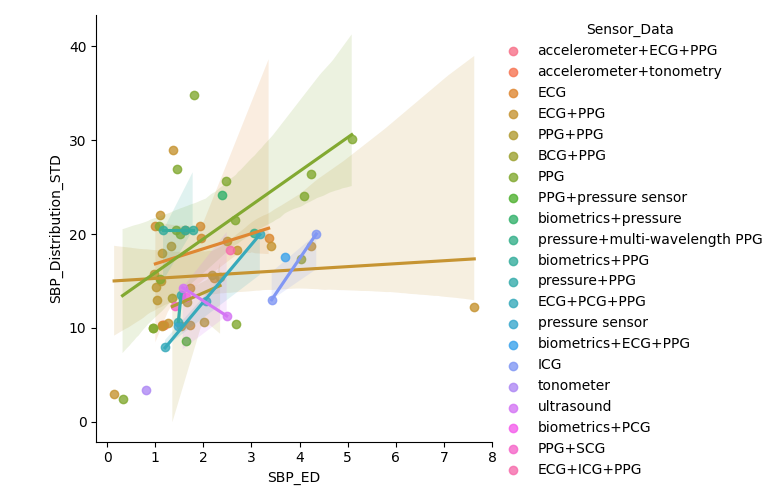 SBP_Distribution_STD
40
30
20
10
0
0 1 2 3 4 5 6 7 8
SBP_ED
Sensor_Data
accelerometer+ECG+PPG
accelerometer+tonometry
ECG
ECG+PPG
PPG+PPG
BCG+PPG
PPG
PPG+pressure sensor
biometrics+pressure
pressure+multi-wavelength PPG
biometrics+PPG
pressure+PPG
ECG+PCG+PPG
pressure sensor
biometrics+ECG+PPG
ICG
tonometer
ultrasound
biometrics+PCG
PPG+SCG
ECG+ICG+PPG